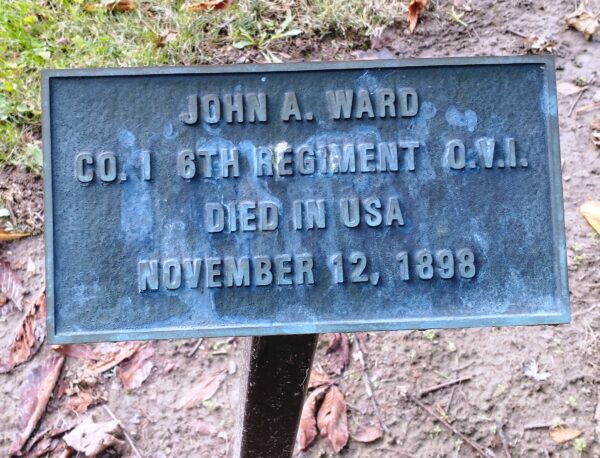 JOHN A. WARD
CO. I 6TH REGIMENT O.V.I.
DIED IN USA
NOVEMBER 12, 1898